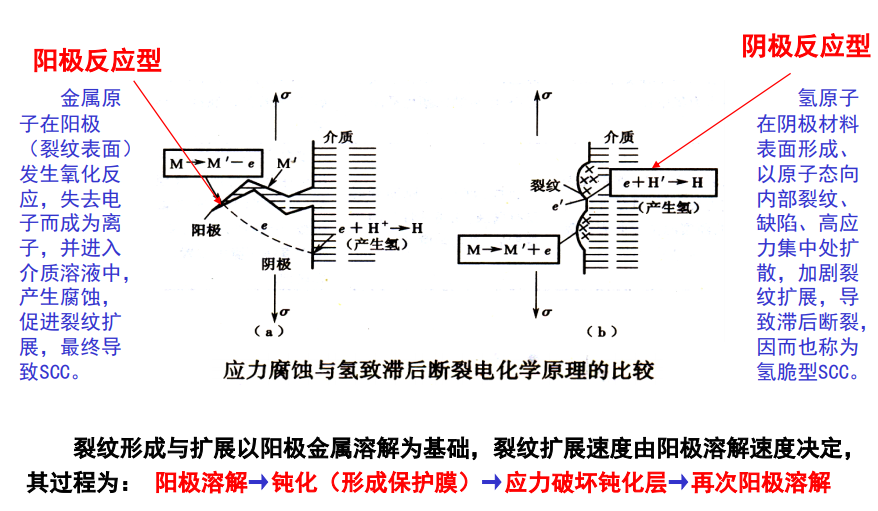 阳极反应型
阴极反应型
金属原
子在阳极
（裂纹表面）
发生氧化反
应，失去电
子而成为离
子，并进入
介质溶液中，
产生腐蚀，
促进裂纹扩
展，最终导
致SCC。
σ
介质
M→M′−e
M
阳极
e
e＋H⁺→H
（产生氢）
阴极
σ
（a）
σ
介质
裂纹
e′
e＋H′→H
（产生氢）
M→M′＋e
σ
（b）
氢原子
在阴极材料
表面形成、
以原子态向
内部裂纹、
缺陷、高应
力集中处扩
散，加剧裂
纹扩展，导
致滞后断裂，
因而也称为
氢脆型SCC。
应力腐蚀与氢致滞后断裂电化学原理的比较
裂纹形成与扩展以阳极金属溶解为基础，裂纹扩展速度由阳极溶解速度决定，
其过程为： 阳极溶解→钝化（形成保护膜）→应力破坏钝化层→再次阳极溶解